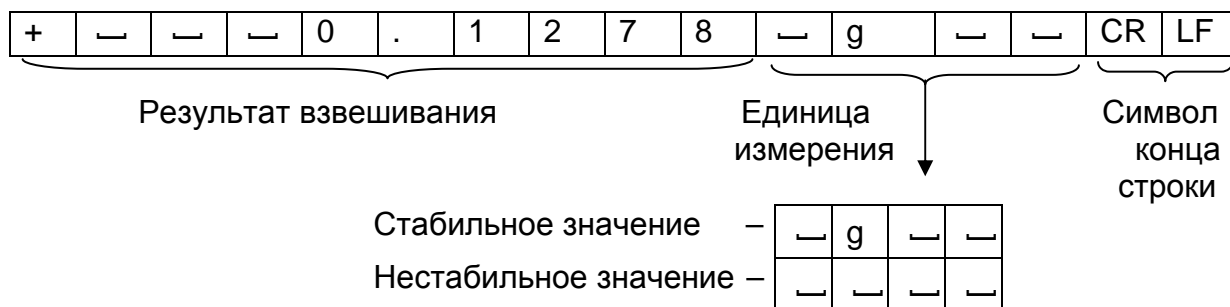 + ⎵ ⎵ ⎵ 0 . 1 2 7 8 ⎵ g ⎵ ⎵ CR LF
Результат взвешивания
Единица
измерения
Символ
конца
строки
Стабильное значение – ⎵ g ⎵ ⎵
Нестабильное значение – ⎵ ⎵ ⎵ ⎵